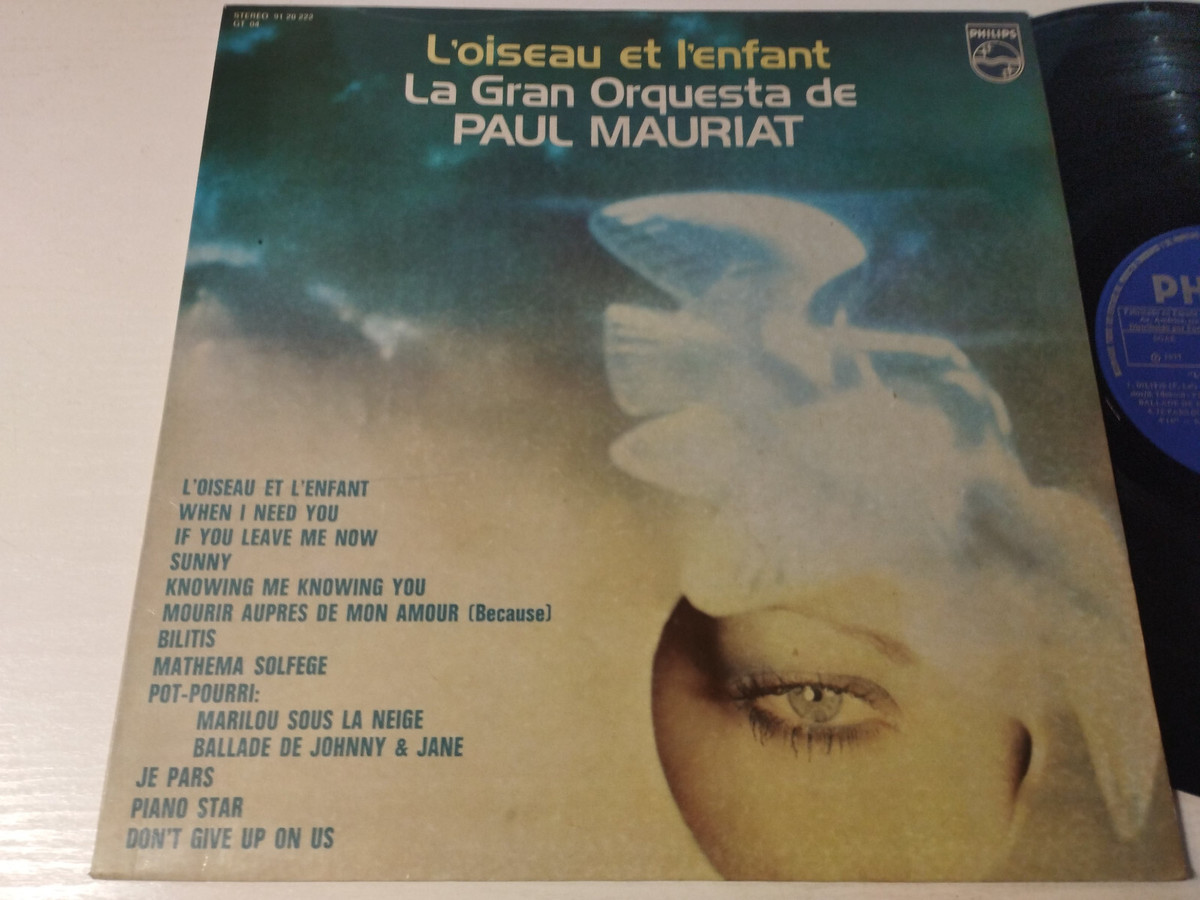 STEREO 91 20 222
GT 04
L'oiseau et l'enfant
La Gran Orquesta de
PAUL MAURIAT
PHILIPS
L'OISEAU ET L'ENFANT
WHEN I NEED YOU
IF YOU LEAVE ME NOW
SUNNY
KNOWING ME KNOWING YOU
MOURIR AUPRES DE MON AMOUR (Because)
BILITIS
MATHEMA SOLFEGE
POT-POURRI:
MARILOU SOUS LA NEIGE
BALLADE DE JOHNNY & JANE
JE PARS
PIANO STAR
DON'T GIVE UP ON US
PH